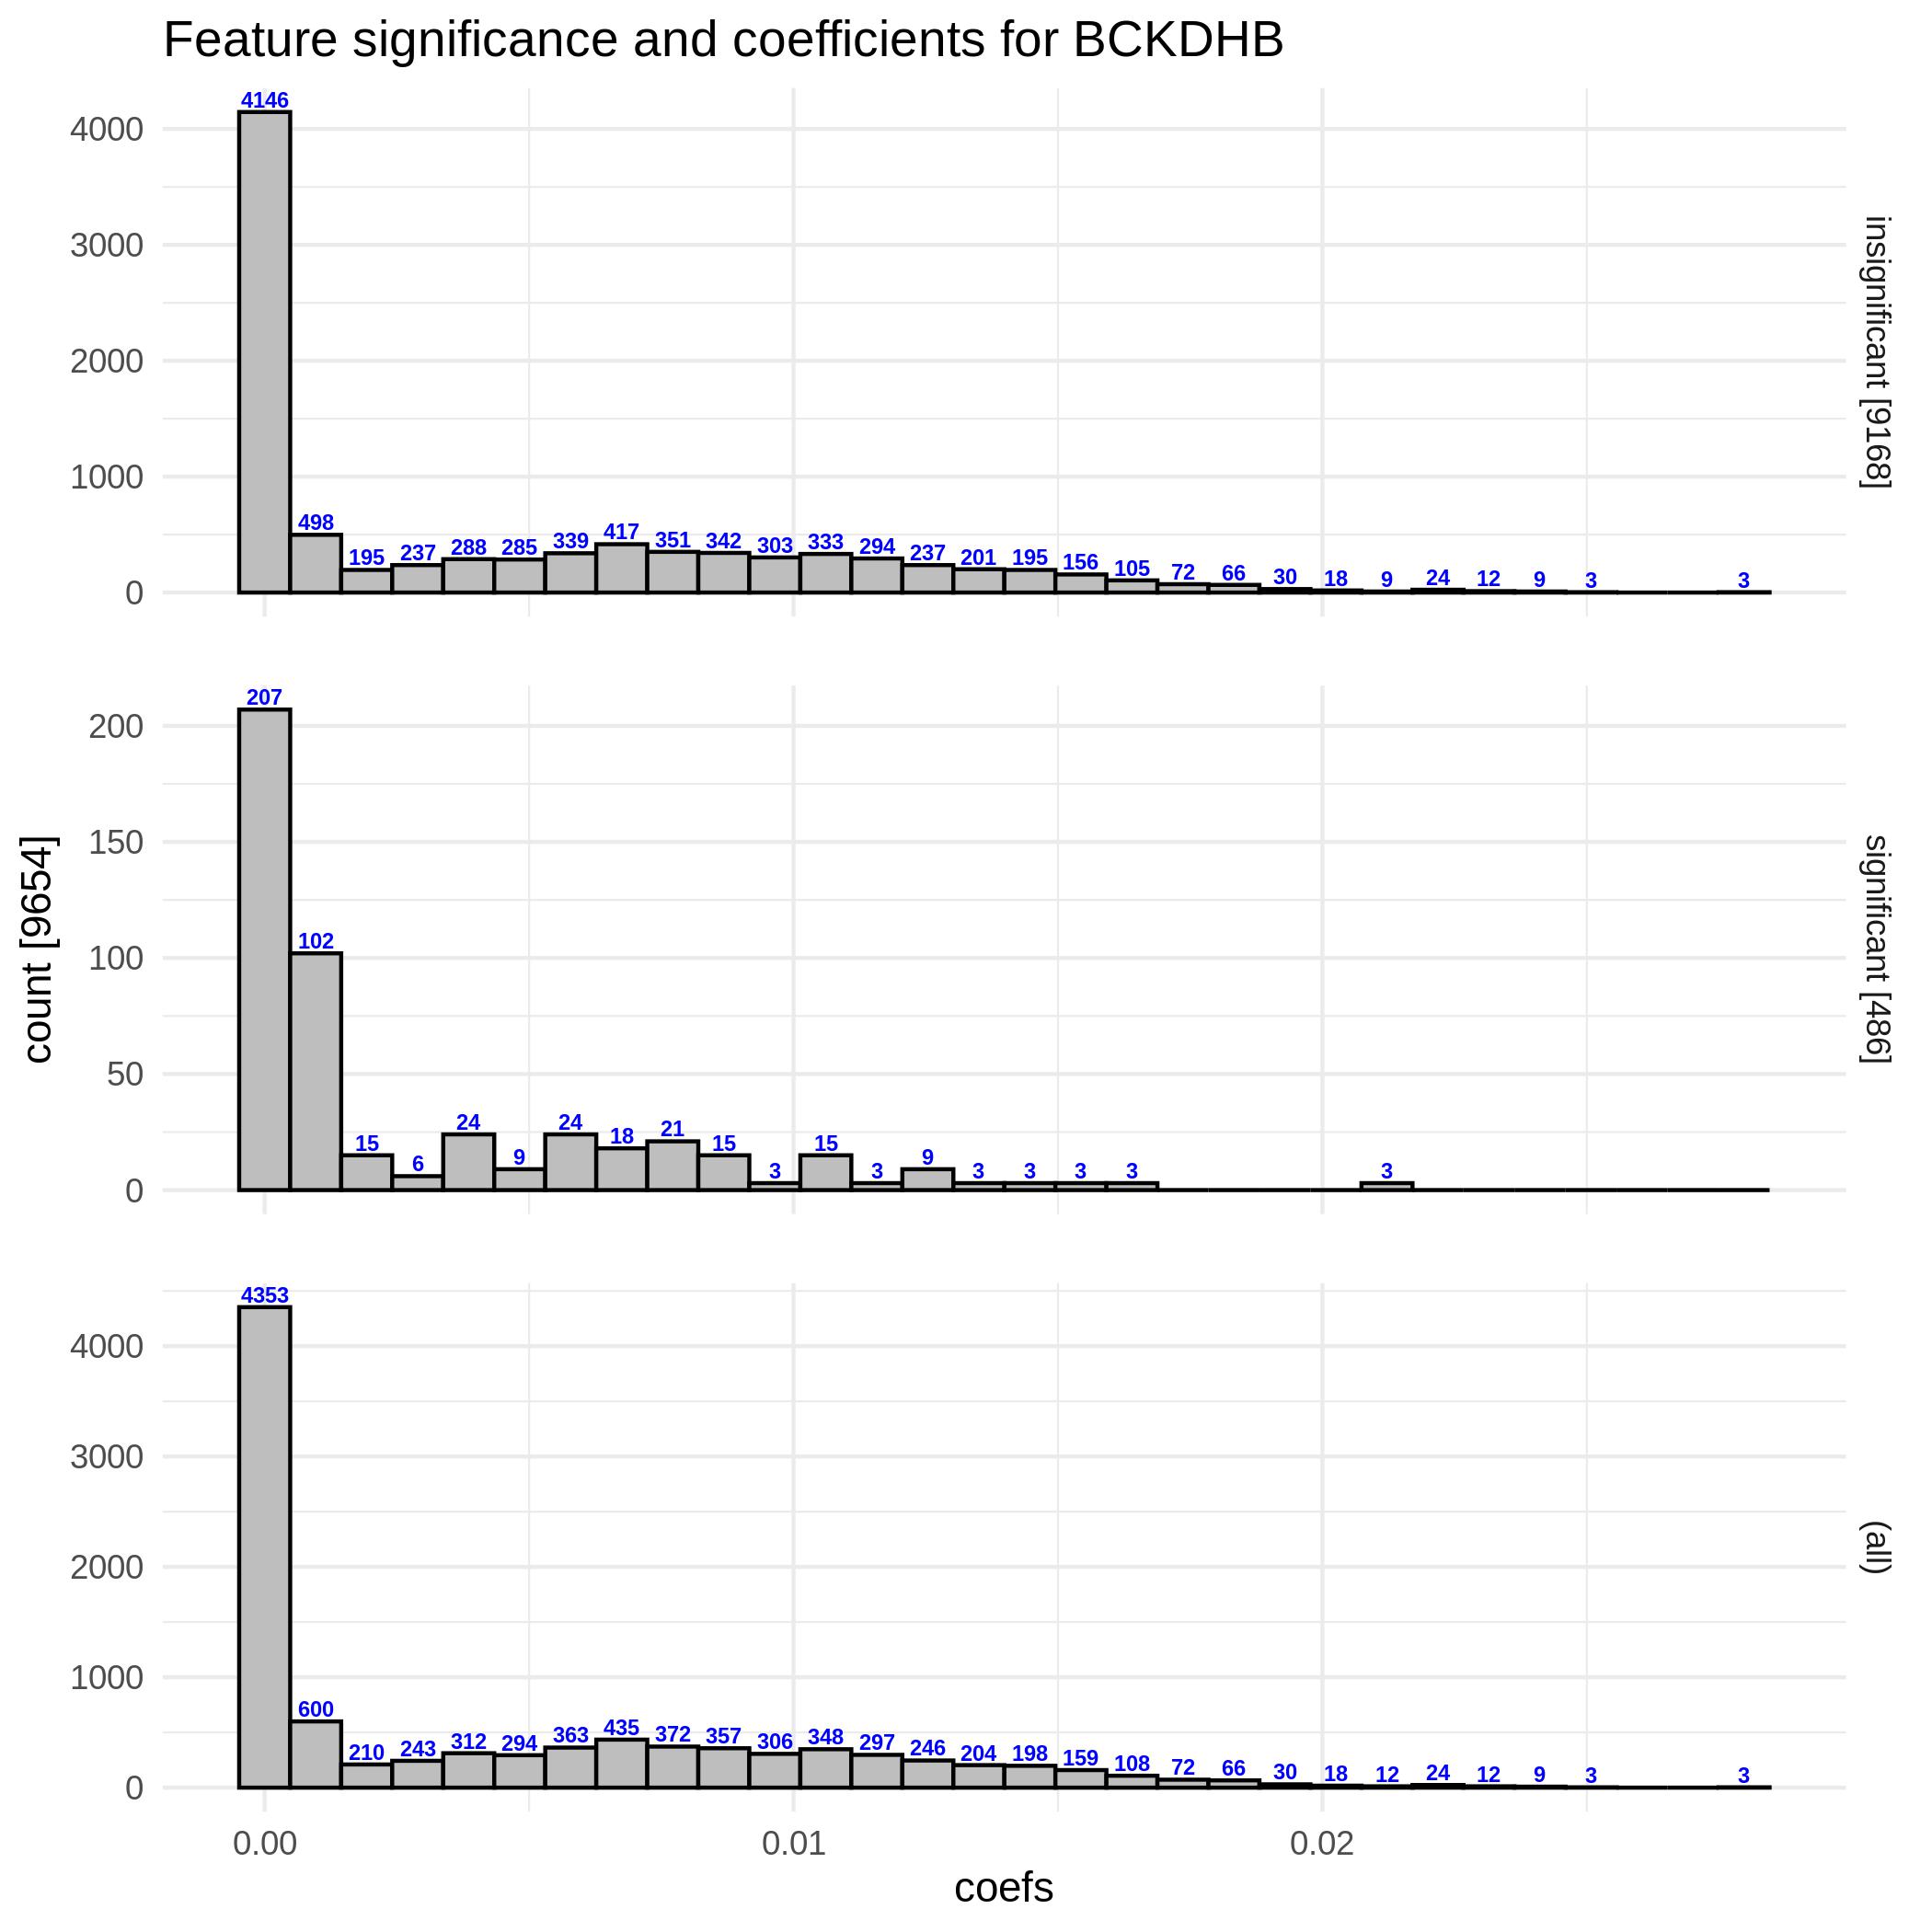 Feature significance and coefficients for BCKDHB
4146
4000
3000
2000
1000
0
498 195 237 288 285 339 417 351 342 303 333 294 237 201 195 156 105 72 66 30 18 9 24 12 9 3 3
insignificant [9168]
count [9654]
207
200
150
100
50
0
102 15 6 24 9 24 18 21 15 3 15 3 9 3 3 3 3 3
significant [486]
4353
4000
3000
2000
1000
0
600 210 243 312 294 363 435 372 357 306 348 297 246 204 198 159 108 72 66 30 18 12 24 12 9 3 3
(all)
0.00 0.01 0.02
coefs